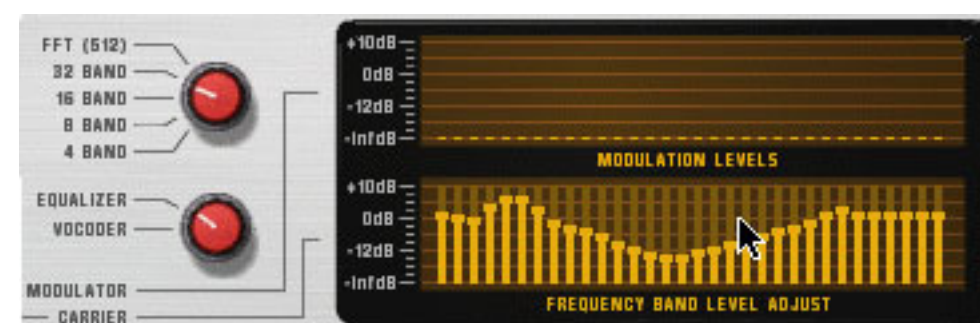 FFT (512)
32 BAND
16 BAND
8 BAND
4 BAND
EQUALIZER
VOCODER
MODULATOR
CARRIER
+10dB
0dB
-12dB
-InfdB
MODULATION LEVELS
+10dB
0dB
-12dB
-InfdB
FREQUENCY BAND LEVEL ADJUST